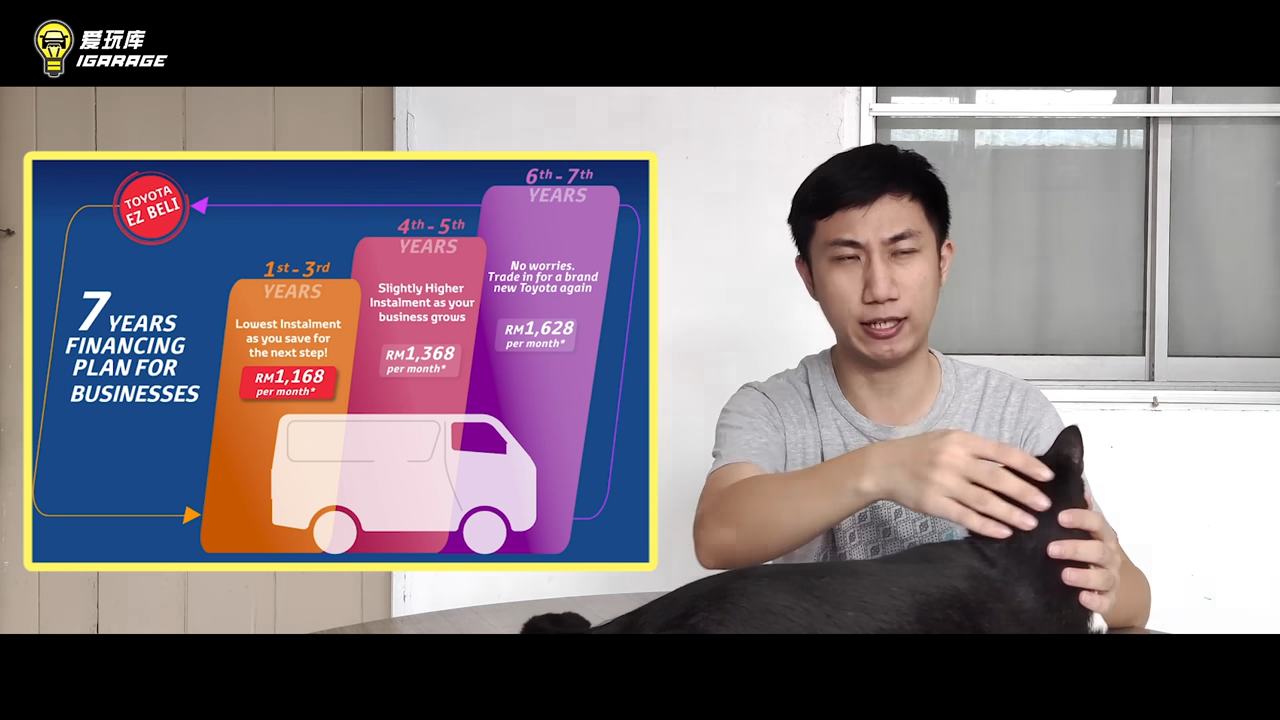 爱玩库
IGARAGE
TOYOTA
EZ BELI
7 YEARS
FINANCING
PLAN FOR
BUSINESSES
1st - 3rd
YEARS
Lowest Instalment
as you save for
the next step!
RM1,168
per month*
4th - 5th
YEARS
Slightly Higher
Instalment as your
business grows
RM1,368
per month*
6th - 7th
YEARS
No worries.
Trade in for a brand
new Toyota again
RM1,628
per month*